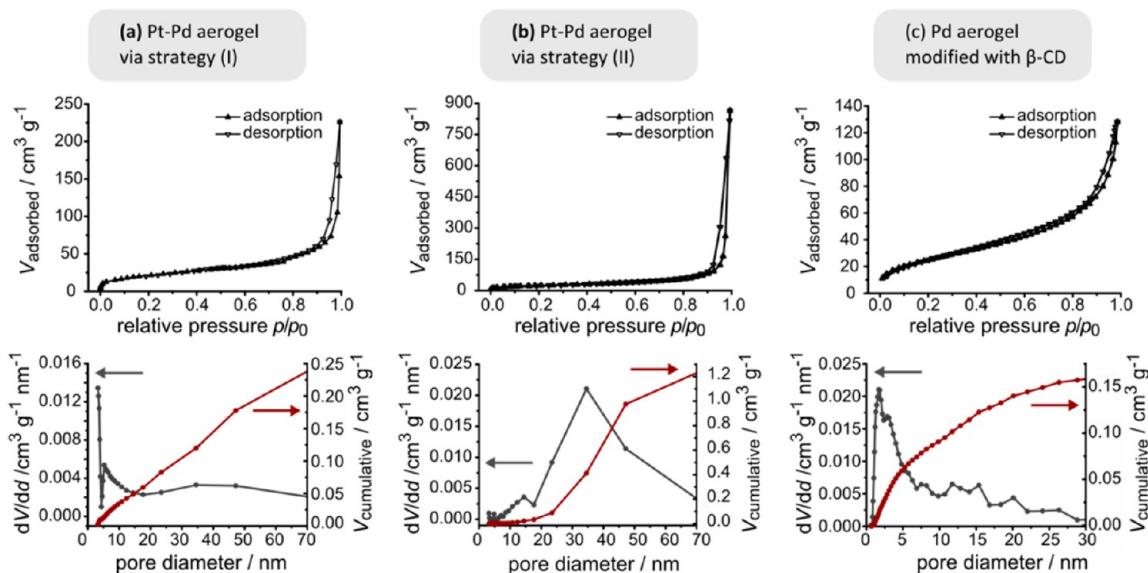 (a) Pt-Pd aerogel
via strategy (I)
(b) Pt-Pd aerogel
via strategy (II)
(c) Pd aerogel
modified with β-CD
250
200
150
100
50
0
V adsorbed / cm³ g⁻¹
adsorption
desorption
0.0 0.2 0.4 0.6 0.8 1.0
relative pressure p/p₀
900
750
600
450
300
150
0
V adsorbed / cm³ g⁻¹
adsorption
desorption
0.0 0.2 0.4 0.6 0.8 1.0
relative pressure p/p₀
140
120
100
80
60
40
20
0
V adsorbed / cm³ g⁻¹
adsorption
desorption
0.0 0.2 0.4 0.6 0.8 1.0
relative pressure p/p₀
0.016
0.012
0.008
0.004
0.000
dV/dd /cm³ g⁻¹ nm⁻¹
0.25
0.20
0.15
0.10
0.05
0.00
V cumulative / cm³ g⁻¹
0 10 20 30 40 50 60 70
pore diameter / nm
0.025
0.020
0.015
0.010
0.005
0.000
dV/dd /cm³ g⁻¹ nm⁻¹
1.2
1.0
0.8
0.6
0.4
0.2
0.0
V cumulative / cm³ g⁻¹
0 10 20 30 40 50 60 70
pore diameter / nm
0.025
0.020
0.015
0.010
0.005
0.000
dV/dd /cm³ g⁻¹ nm⁻¹
0.15
0.10
0.05
0.00
V cumulative / cm³ g⁻¹
0 5 10 15 20 25 30
pore diameter / nm